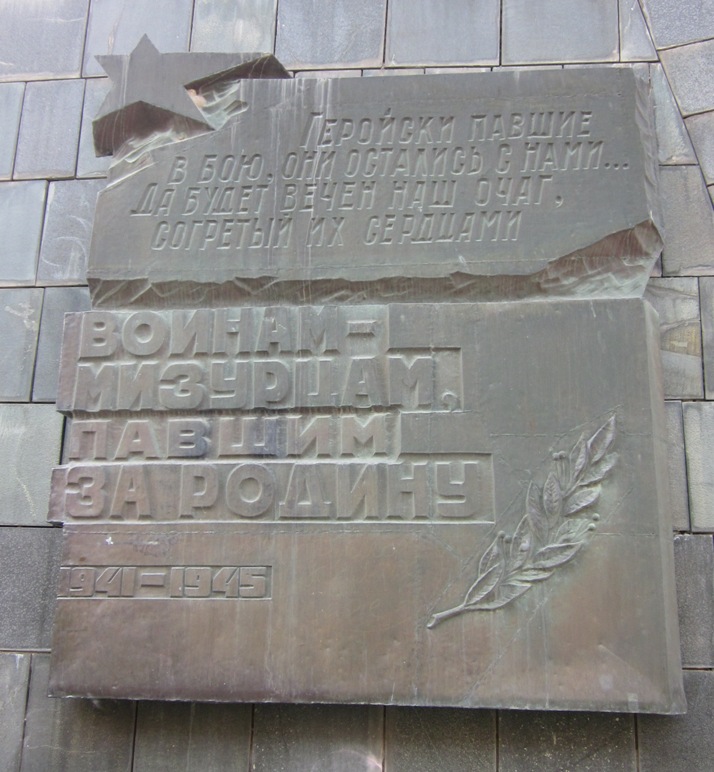 Геройски павшие
в бою, они остались с нами...
Да будет вечен наш очаг,
согретый их сердцами
ВОИНАМ-
МИЗУРЦАМ,
ПАВШИМ
ЗА РОДИНУ
1941-1945